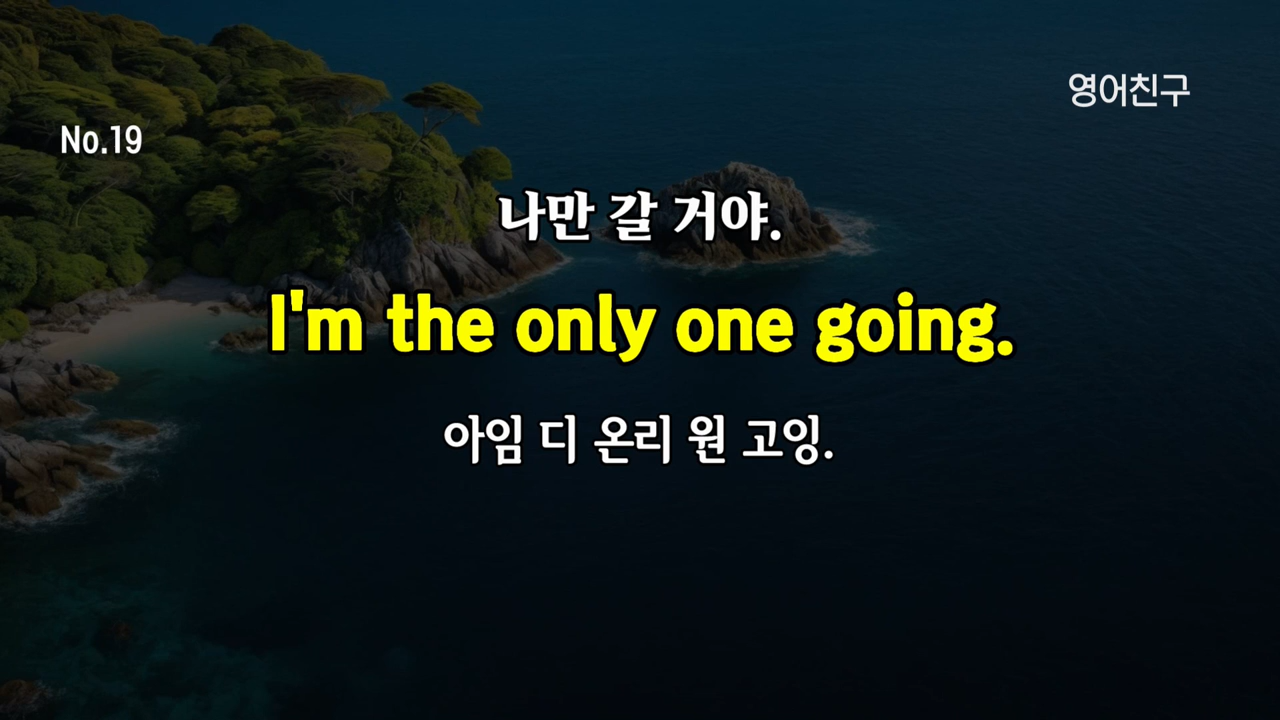 영어친구
No.19
나만 갈 거야.
I'm the only one going.
아임 디 온리 원 고잉.